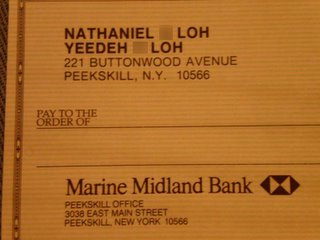 NATHANIEL LOH
YEEDEH LOH
221 BUTTONWOOD AVENUE
PEEKSKILL, N.Y. 10566
PAY TO THE
ORDER OF
Marine Midland Bank
PEEKSKILL OFFICE
3038 EAST MAIN STREET
PEEKSKILL, NEW YORK 10566